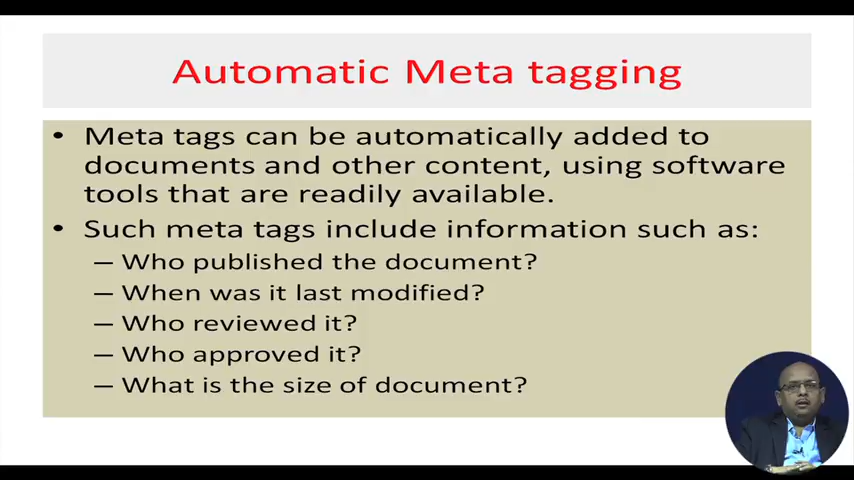 Automatic Meta tagging
• Meta tags can be automatically added to
documents and other content, using software
tools that are readily available.
• Such meta tags include information such as:
– Who published the document?
– When was it last modified?
– Who reviewed it?
– Who approved it?
– What is the size of document?